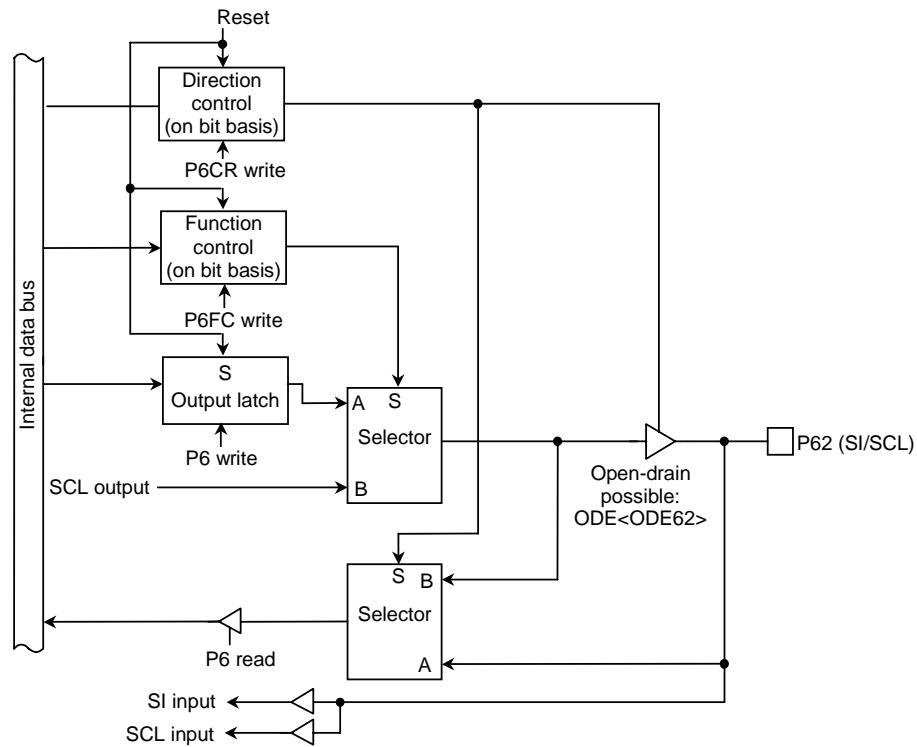 Reset
Direction
control
(on bit basis)
P6CR write
Function
control
(on bit basis)
P6FC write
Internal data bus
S
Output latch
P6 write
A
S
Selector
B
SCL output
P62 (SI/SCL)
Open-drain
possible:
ODE<ODE62>
S
B
Selector
A
P6 read
SI input
SCL input